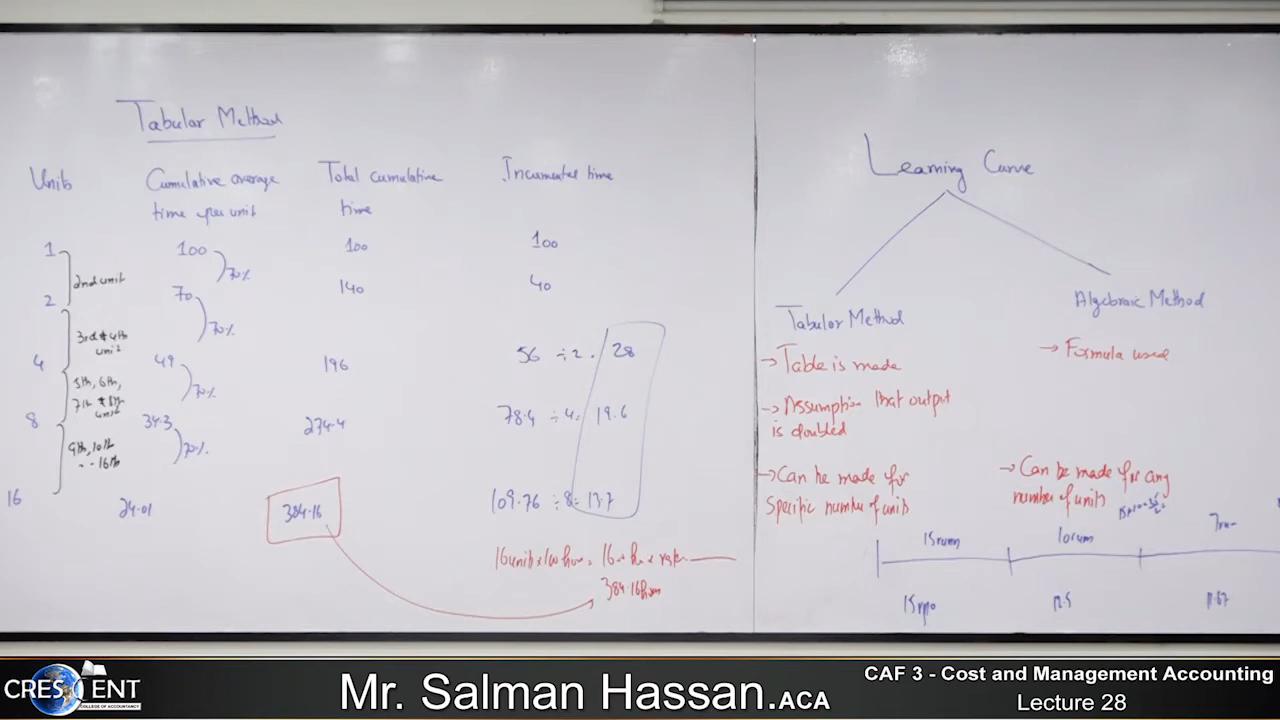 Tabular Method
Units
Cumulative average
time per unit
Total cumulative
time
Incremental time
1
100
100
100
70%
2nd unit
2
70
140
40
70%
3rd & 4th
unit
4
49
196
56 ÷ 2 = 28
70%
5th, 6th,
7th & 8th
unit
8
34.3
274.4
78.4 ÷ 4 = 19.6
70%
9th, 10th
-- 16th
16
24.01
384.16
109.76 ÷ 8 = 13.7
16 unit x 100 hour = 16
384.16 hours
Learning Curve
Tabular Method
→ Table is made
→ Assumption that output
is doubled
→ Can be made for
specific number of units
Algebraic Method
→ Formula used
→ Can be made for any
number of units
12.5
CRESCENT
COLLEGE OF ACCOUNTANCY
Mr. Salman Hassan.ACA
CAF 3 - Cost and Management Accounting
Lecture 28